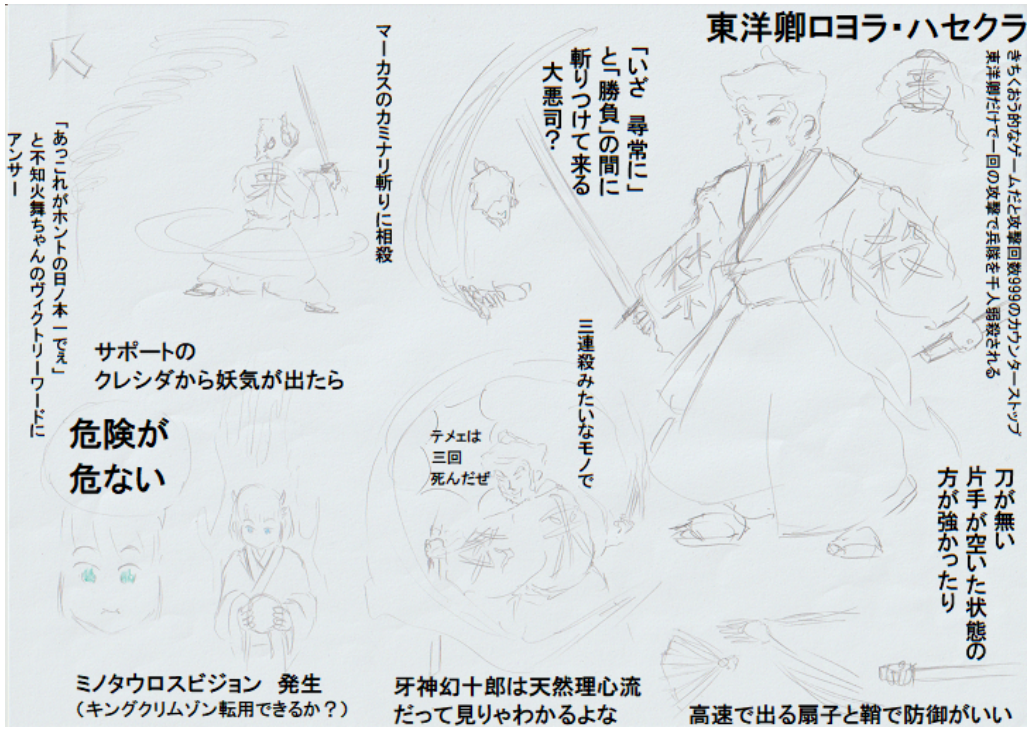 東洋卿ロヨラ・ハセクラ
きちくおう的なゲームだと攻撃回数999のカウンターストップ
東洋卿だけで一回の攻撃で兵隊を千人弱殺される
「いざ 尋常に」
と「勝負」の間に
斬りつけて来る
大悪司?
マーカスのカミナリ斬りに相殺
「あっこれがホントの日ノ本一でぇ」
と不知火舞ちゃんのヴィクトリーワードに
アンサー
サポートの
クレシダから妖気が出たら
危険が
危ない
三連殺みたいなモノで
テメェは
三回
死んだぜ
刀が無い
片手が空いた状態の
方が強かったり
ミノタウロスビジョン 発生
(キングクリムゾン転用できるか?)
牙神幻十郎は天然理心流
だって見りゃわかるよな
高速で出る扇子と鞘で防御がいい